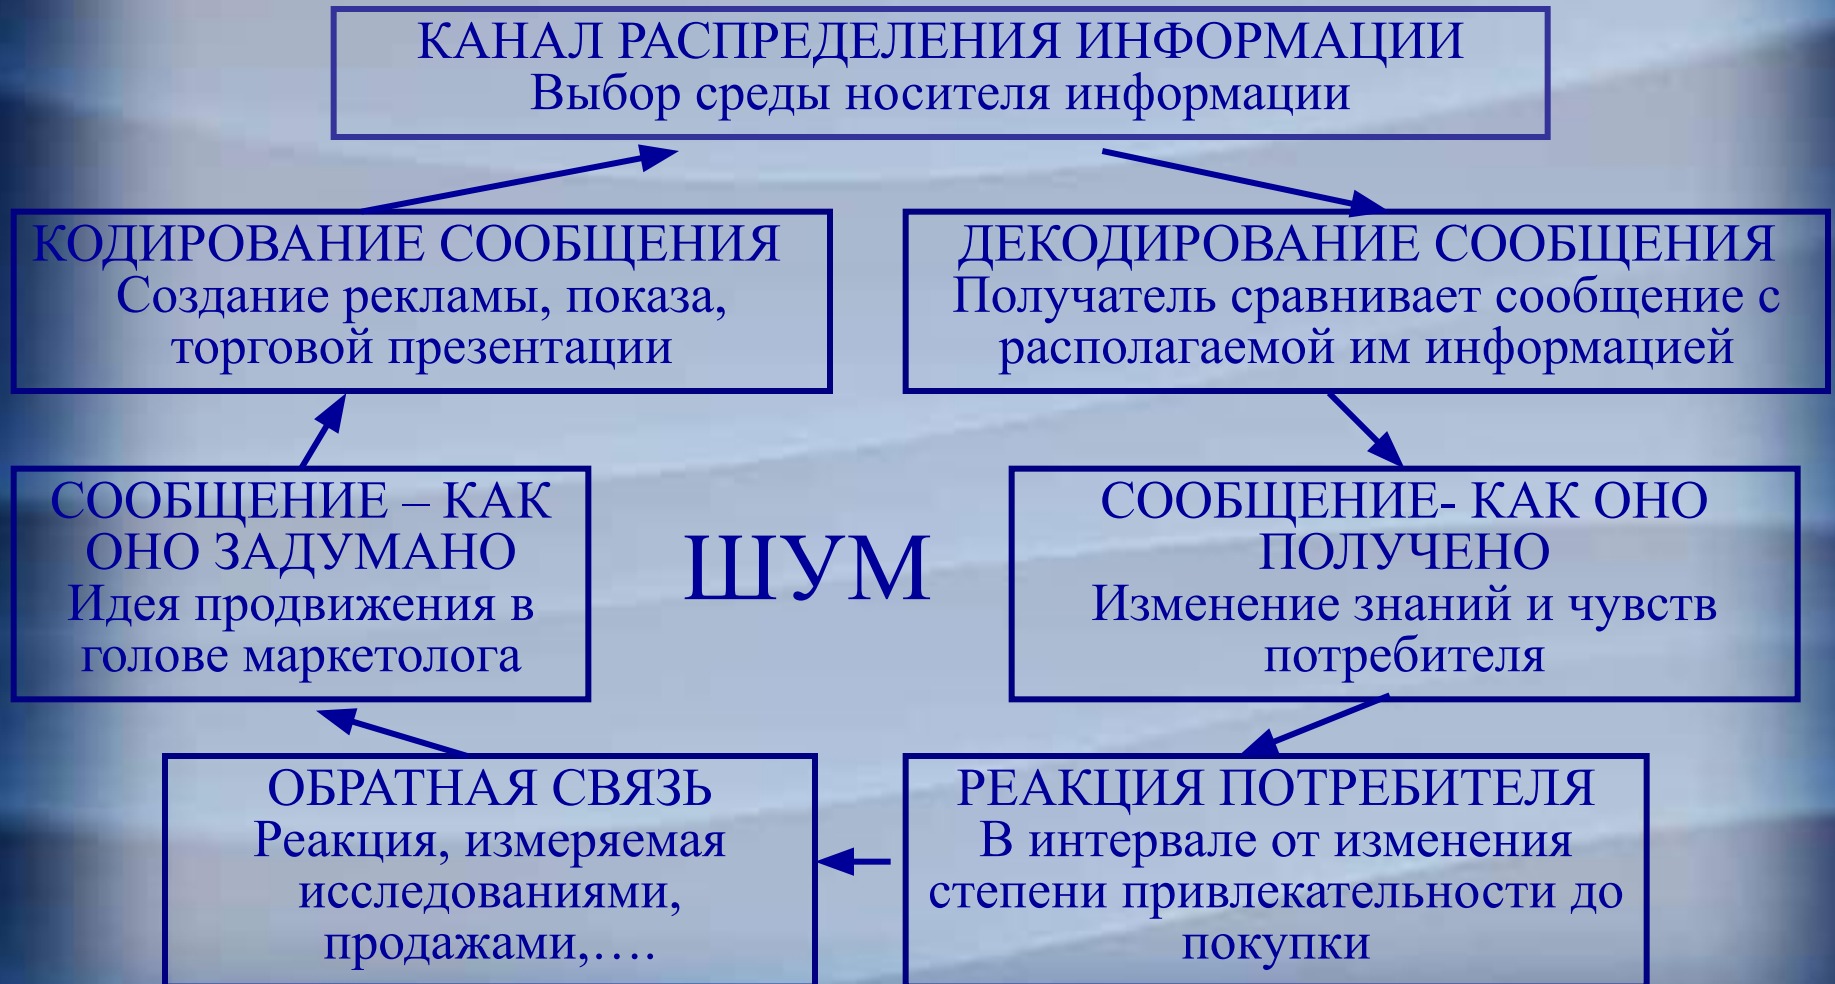 КАНАЛ РАСПРЕДЕЛЕНИЯ ИНФОРМАЦИИ
Выбор среды носителя информации
КОДИРОВАНИЕ СООБЩЕНИЯ
Создание рекламы, показа,
торговой презентации
ДЕКОДИРОВАНИЕ СООБЩЕНИЯ
Получатель сравнивает сообщение с
располагаемой им информацией
СООБЩЕНИЕ – КАК
ОНО ЗАДУМАНО
Идея продвижения в
голове маркетолога
ШУМ
СООБЩЕНИЕ- КАК ОНО
ПОЛУЧЕНО
Изменение знаний и чувств
потребителя
ОБРАТНАЯ СВЯЗЬ
Реакция, измеряемая
исследованиями,
продажами,….
РЕАКЦИЯ ПОТРЕБИТЕЛЯ
В интервале от изменения
степени привлекательности до
покупки